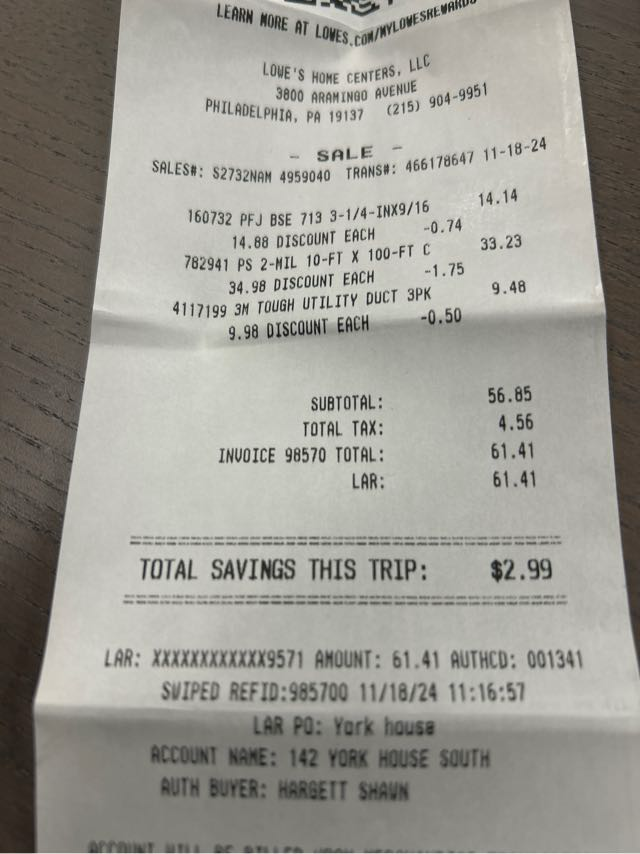 LEARN MORE AT LOWES.COM/MYLOWESREWARDS
LOWE'S HOME CENTERS, LLC
3800 ARAMINGO AVENUE
PHILADELPHIA, PA 19137 (215) 904-9951
- SALE -
SALES#: S2732NAM 4959040 TRANS#: 466178647 11-18-24
160732 PFJ BSE 713 3-1/4-INX9/16 14.14
14.88 DISCOUNT EACH -0.74
782941 PS 2-MIL 10-FT X 100-FT C 33.23
34.98 DISCOUNT EACH -1.75
4117199 3M TOUGH UTILITY DUCT 3PK 9.48
9.98 DISCOUNT EACH -0.50
SUBTOTAL: 56.85
TOTAL TAX: 4.56
INVOICE 98570 TOTAL: 61.41
LAR: 61.41
TOTAL SAVINGS THIS TRIP: $2.99
LAR: XXXXXXXXXXXX9571 AMOUNT: 61.41 AUTHCD: 001341
SWIPED REFID:985700 11/18/24 11:16:57
LAR PO: York house
ACCOUNT NAME: 142 YORK HOUSE SOUTH
AUTH BUYER: HARGETT SHAWN
ACCOUNT WILL BE BILLED UPON